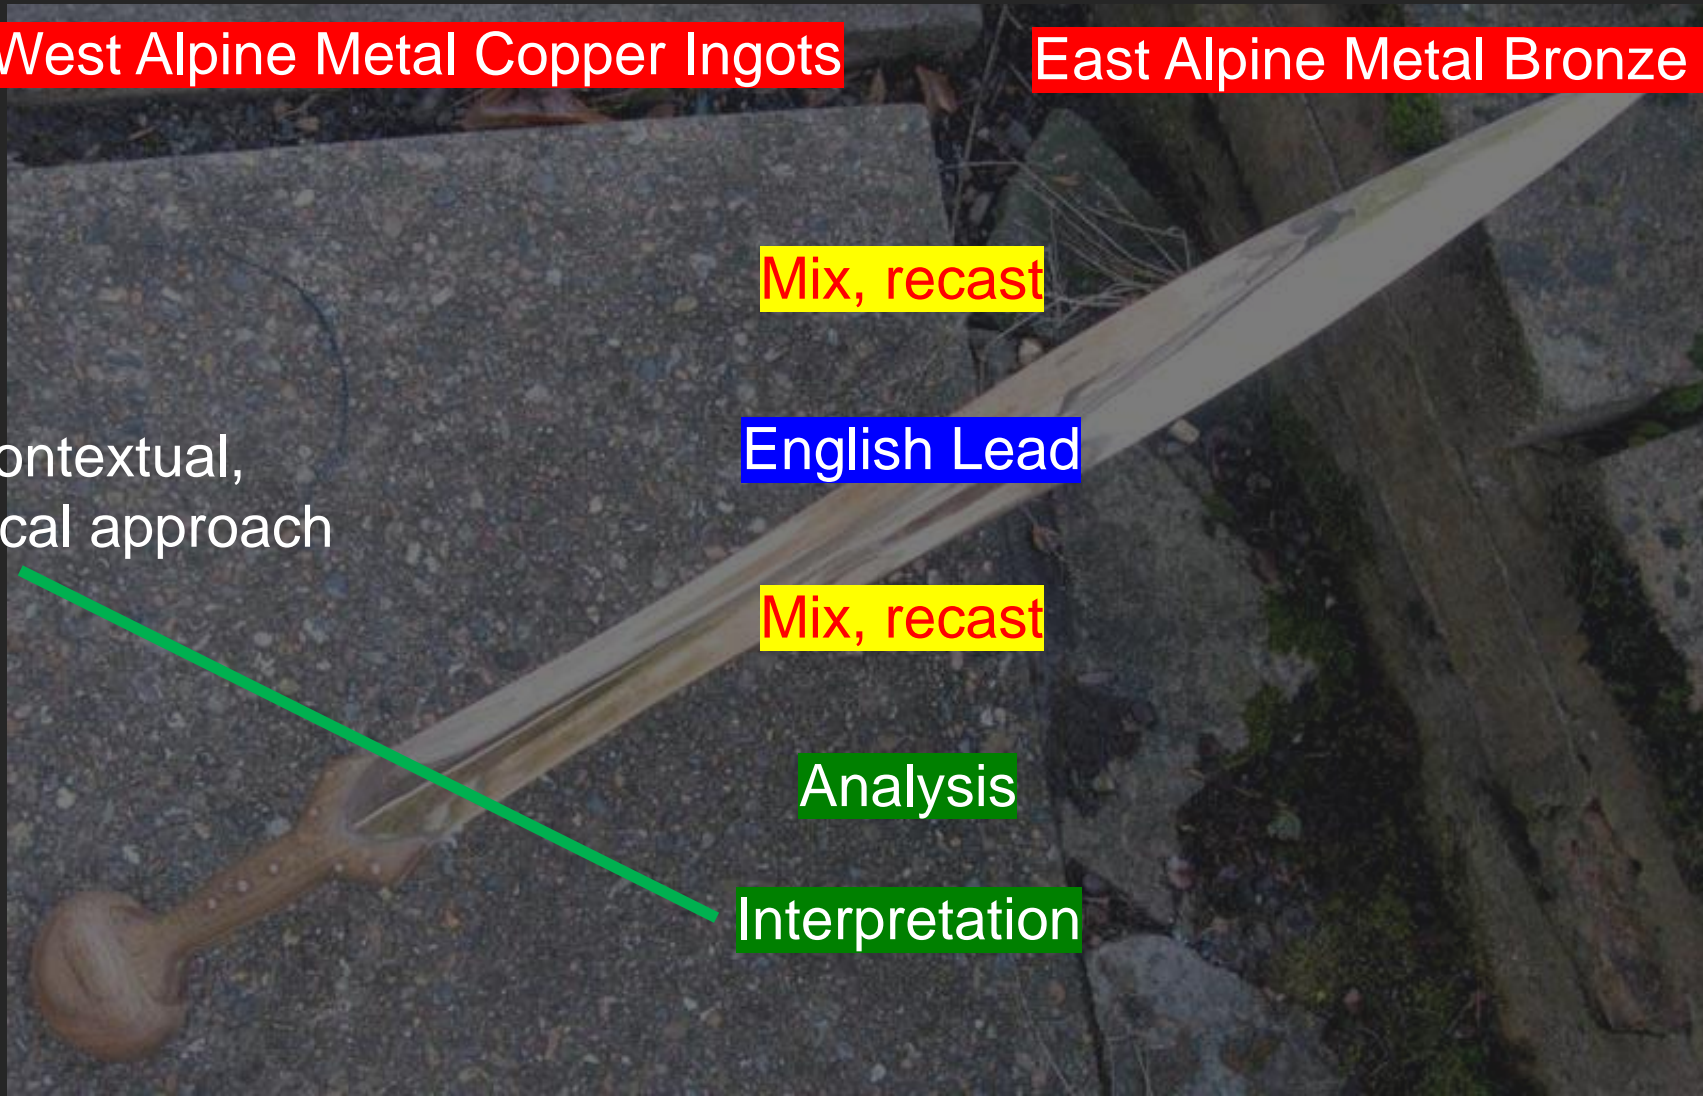 West Alpine Metal Copper Ingots
East Alpine Metal Bronze
Mix, recast
English Lead
ontextual,
cal approach
Mix, recast
Analysis
Interpretation